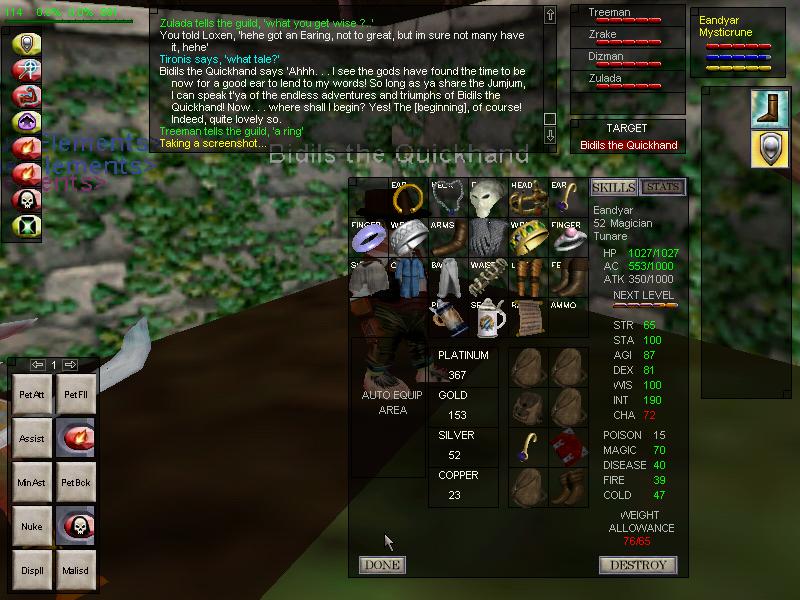 Zulada tells the guild, 'what you get wise ?..'
You told Loxen, 'hehe got an Earing, not to great, but im sure not many have
it, hehe'
Tironis says, 'what tale?'
Bidils the Quickhand says 'Ahhh. . . I see the gods have found the time to be
now for a good ear to lend to my words! So long as ya share the Jumjum,
I can speak t'ya of the endless adventures and triumphs of Bidils the
Quickhand! Now. . . where shall I begin? Yes! The [beginning], of course!
Indeed, quite lovely so.
Treeman tells the guild, 'a ring'
Taking a screenshot...
Treeman
Zrake
Dizman
Zulada
TARGET
Bidils the Quickhand
Eandyar
Mysticrune
Bidils the Quickhand
Elements
lements>
ents>
EAR
NECK
HEAD
EAR
FINGER
ARMS
FINGER
WAIST
AMMO
SKILLS
STATS
Eandyar
52 Magician
Tunare
HP 1027/1027
AC 553/1000
ATK 350/1000
NEXT LEVEL
STR 65
STA 100
AGI 87
DEX 81
WIS 100
INT 190
CHA 72
POISON 15
MAGIC 70
DISEASE 40
FIRE 39
COLD 47
WEIGHT
ALLOWANCE
76/65
DESTROY
AUTO EQUIP
AREA
PLATINUM
367
GOLD
153
SILVER
52
COPPER
23
DONE
1
PetAtt
PetFll
Assist
MinAst
PetBck
Nuke
Displl
Malisd